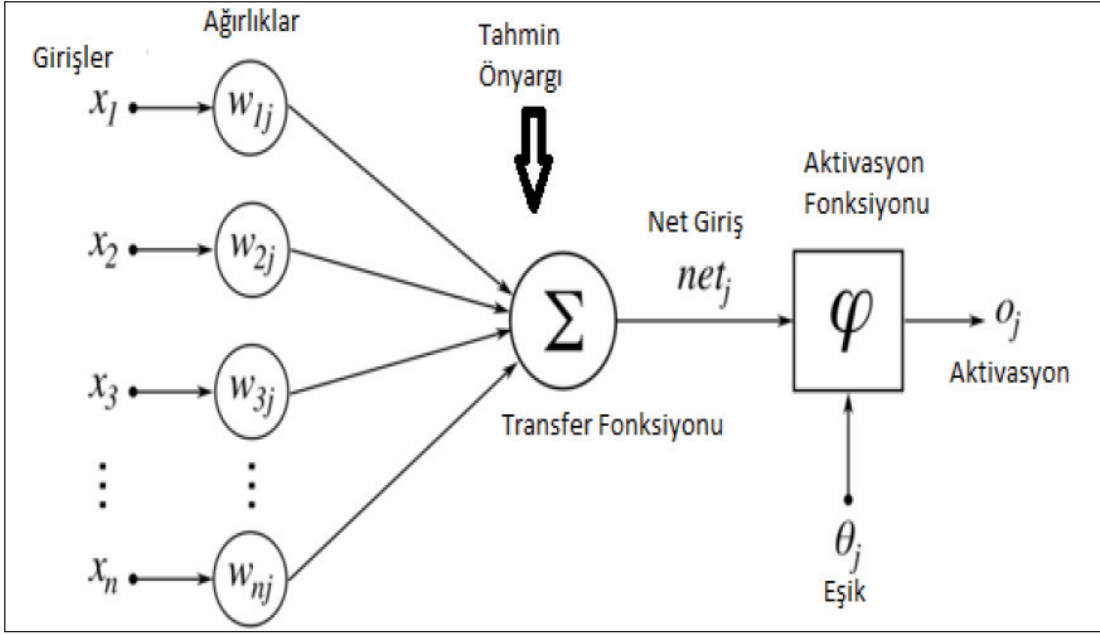 Girişler
Ağırlıklar
Tahmin
Önyargı
x1
w1j
x2
w2j
x3
w3j
xn
wnj
Σ
Transfer Fonksiyonu
Net Giriş
netj
Aktivasyon
Fonksiyonu
φ
oj
Aktivasyon
θj
Eşik